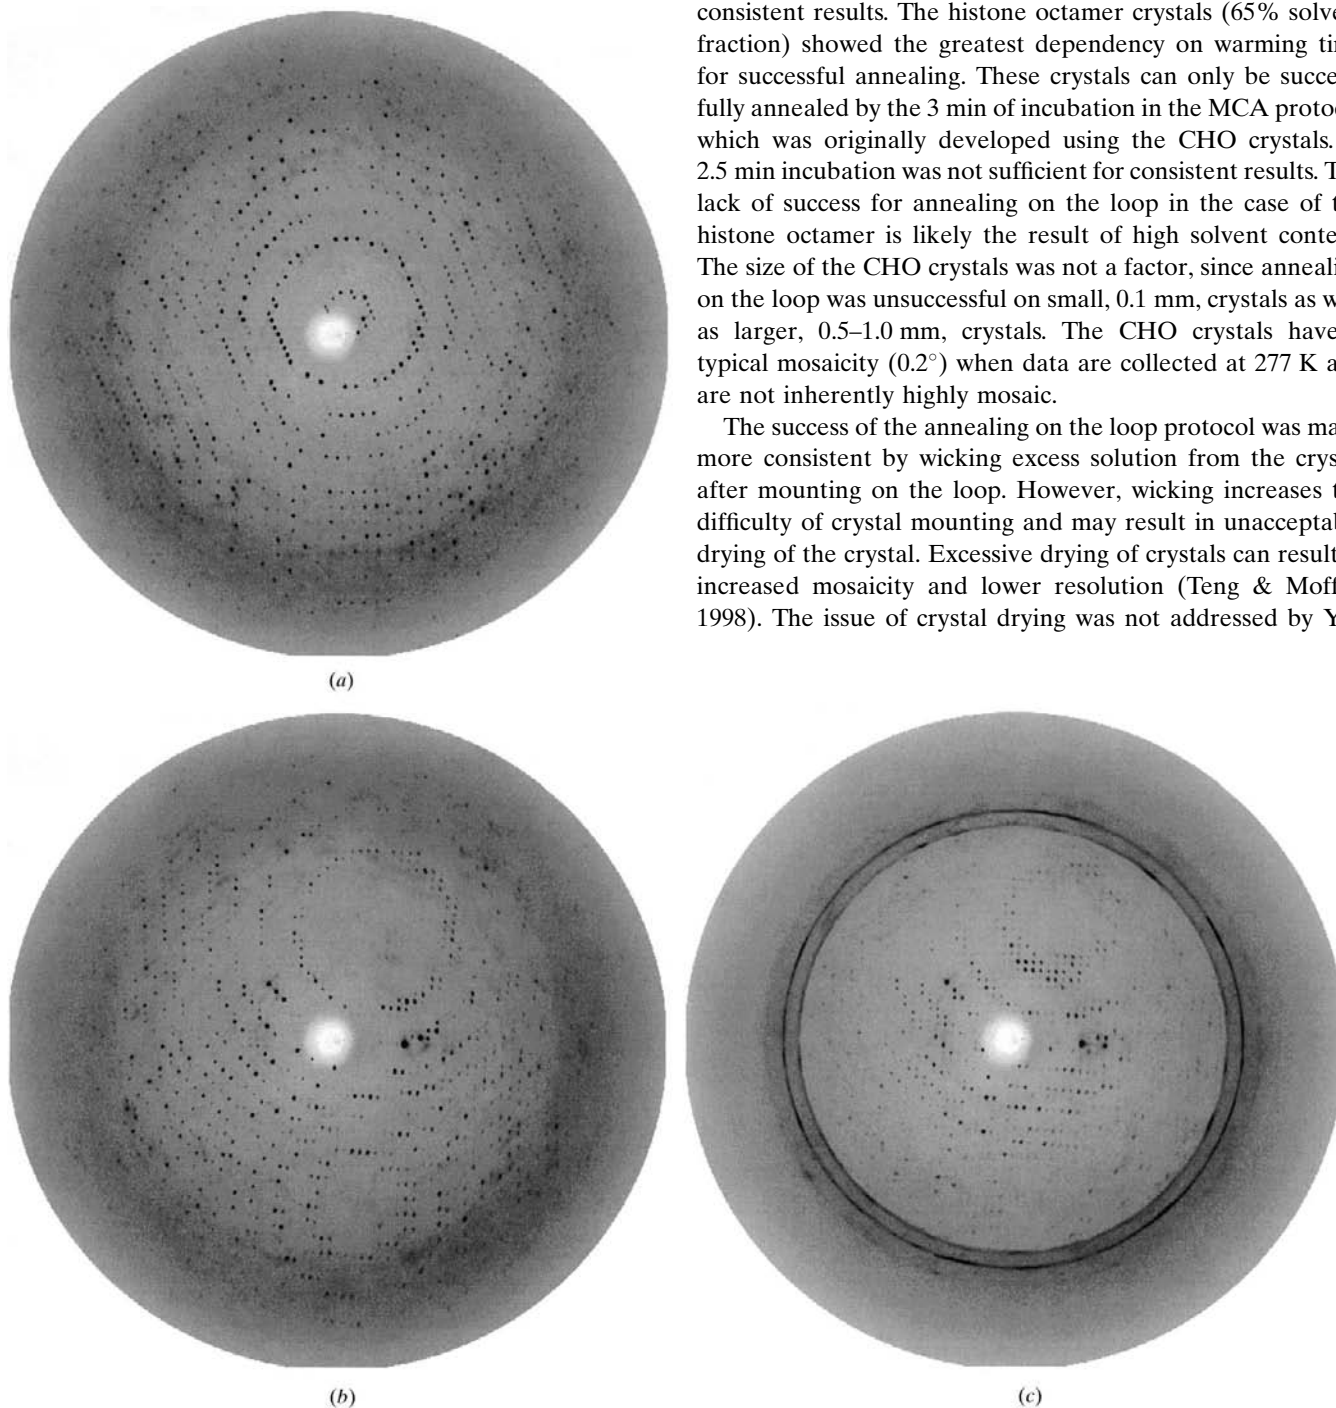 consistent results. The histone octamer crystals (65% solve
fraction) showed the greatest dependency on warming tim
for successful annealing. These crystals can only be succes
fully annealed by the 3 min of incubation in the MCA protoc
which was originally developed using the CHO crystals.
2.5 min incubation was not sufficient for consistent results. T
lack of success for annealing on the loop in the case of t
histone octamer is likely the result of high solvent conte
The size of the CHO crystals was not a factor, since anneali
on the loop was unsuccessful on small, 0.1 mm, crystals as w
as larger, 0.5–1.0 mm, crystals. The CHO crystals have
typical mosaicity (0.2°) when data are collected at 277 K a
are not inherently highly mosaic.
The success of the annealing on the loop protocol was ma
more consistent by wicking excess solution from the cryst
after mounting on the loop. However, wicking increases t
difficulty of crystal mounting and may result in unacceptab
drying of the crystal. Excessive drying of crystals can result
increased mosaicity and lower resolution (Teng & Moff
1998). The issue of crystal drying was not addressed by Y
(a)
(b)
(c)